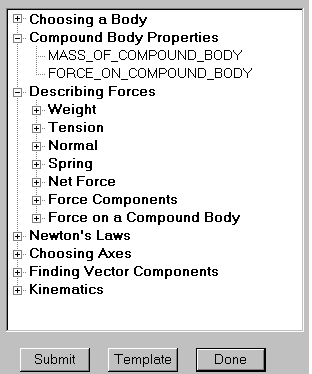 Choosing a Body
Compound Body Properties
MASS_OF_COMPOUND_BODY
FORCE_ON_COMPOUND_BODY
Describing Forces
Weight
Tension
Normal
Spring
Net Force
Force Components
Force on a Compound Body
Newton's Laws
Choosing Axes
Finding Vector Components
Kinematics
Submit Template Done